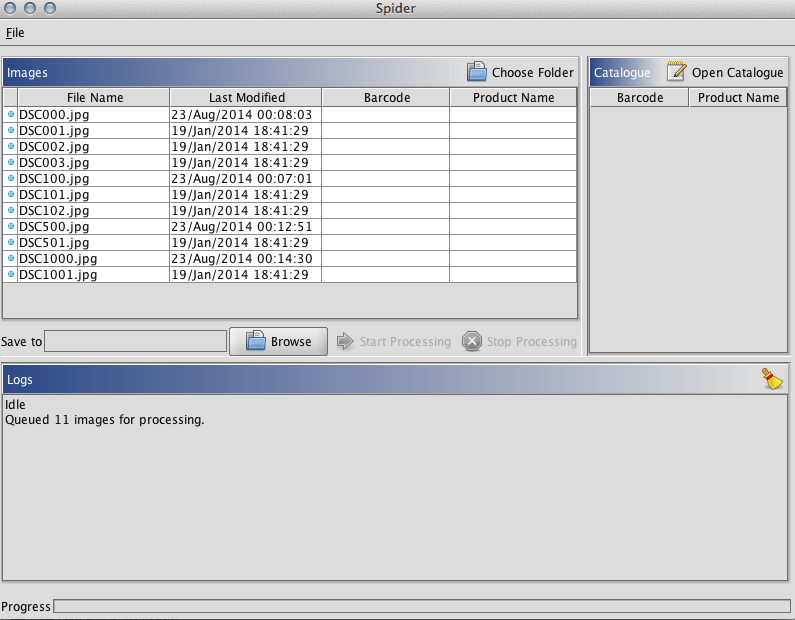 Spider
File
Images Choose Folder
File Name Last Modified Barcode Product Name
DSC000.jpg 23/Aug/2014 00:08:03
DSC001.jpg 19/Jan/2014 18:41:29
DSC002.jpg 19/Jan/2014 18:41:29
DSC003.jpg 19/Jan/2014 18:41:29
DSC100.jpg 23/Aug/2014 00:07:01
DSC101.jpg 19/Jan/2014 18:41:29
DSC102.jpg 19/Jan/2014 18:41:29
DSC500.jpg 23/Aug/2014 00:12:51
DSC501.jpg 19/Jan/2014 18:41:29
DSC1000.jpg 23/Aug/2014 00:14:30
DSC1001.jpg 19/Jan/2014 18:41:29
Save to Browse Start Processing Stop Processing
Catalogue Open Catalogue
Barcode Product Name
Logs
Idle
Queued 11 images for processing.
Progress